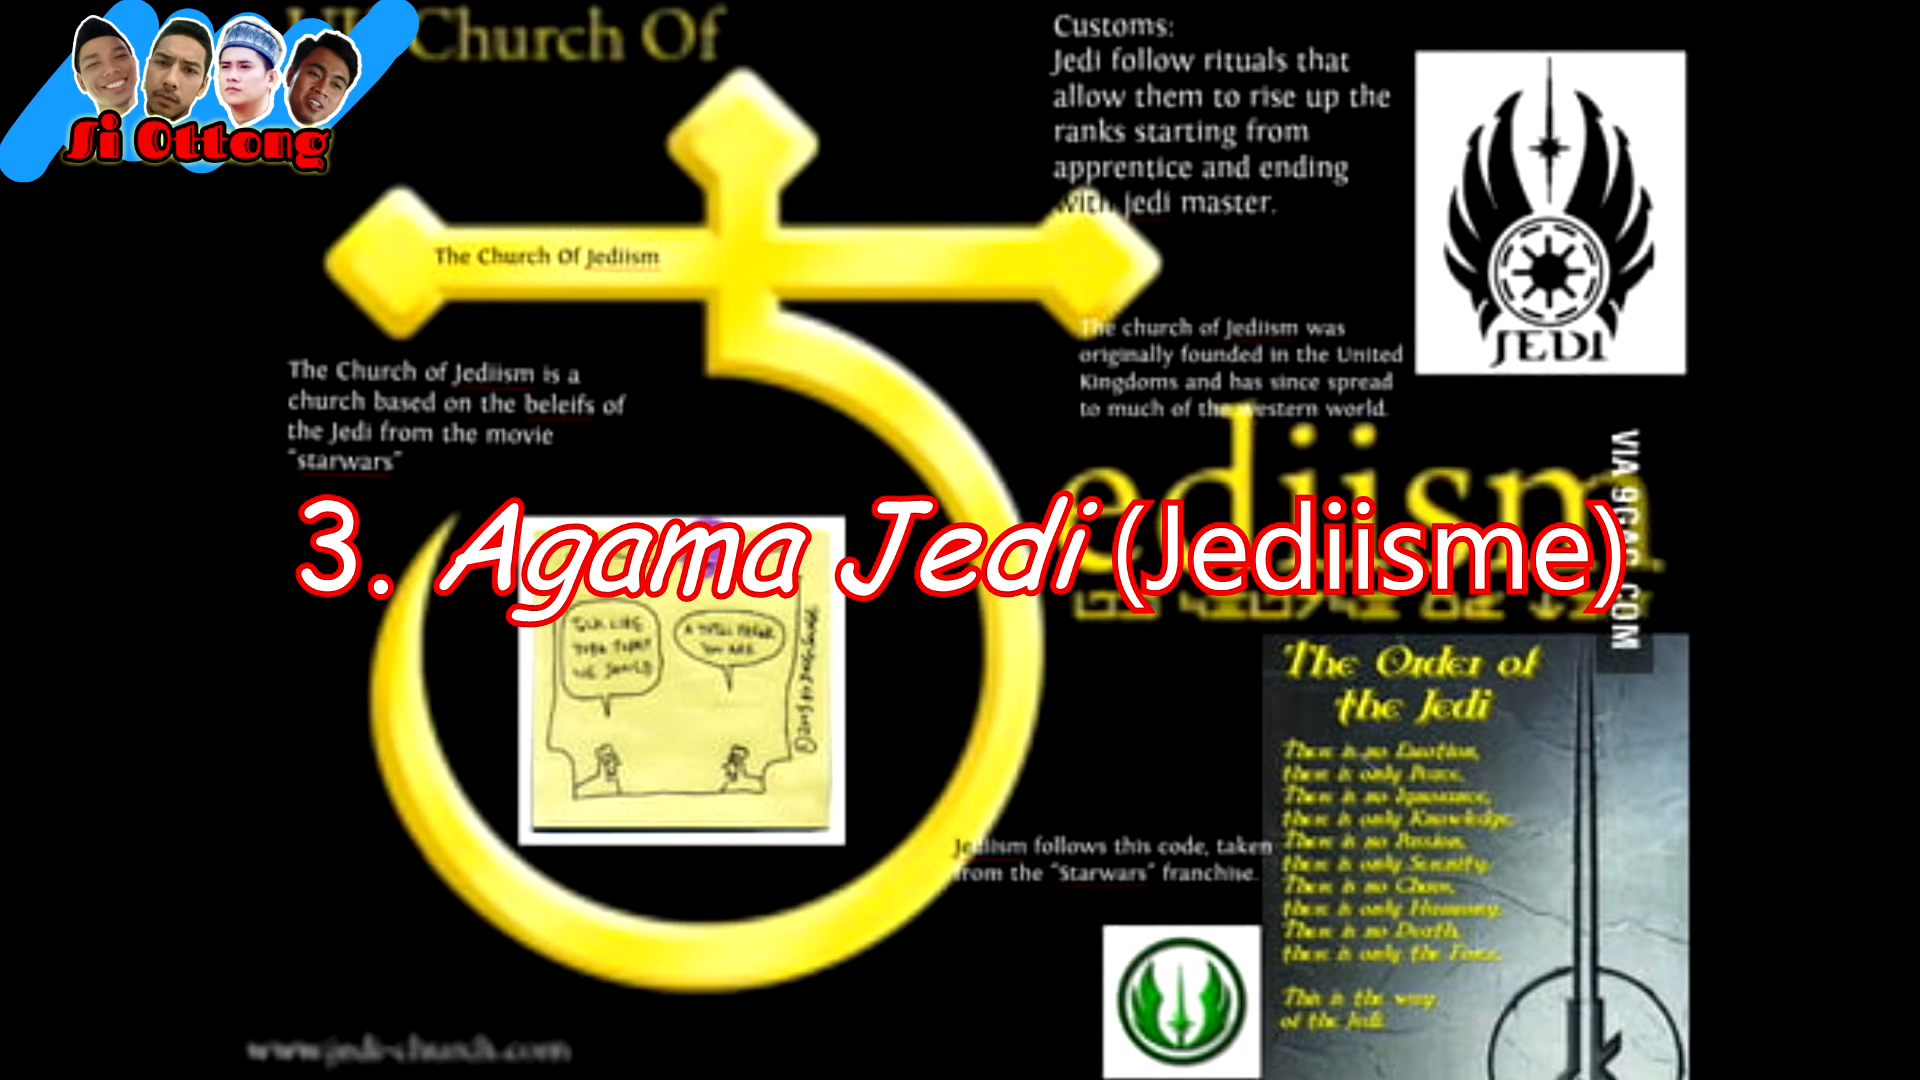 Si Ottong
Church Of
Customs:
Jedi follow rituals that
allow them to rise up the
ranks starting from
apprentice and ending
with jedi master.
JEDI
The Church Of Jediism
The church of Jediism was
originally founded in the United
Kingdoms and has since spread
to much of the western world.
The Church of Jediism is a
church based on the beleifs of
the Jedi from the movie
"starwars"
ediism
VIA 9GAG.COM
3. Agama Jedi (Jediisme)
The Order of
the Jedi
There is no Emotion,
there is only Peace.
There is no Ignorance,
there is only Knowledge.
There is no Passion,
there is only Serenity.
There is no Chaos,
there is only Harmony.
There is no Death,
there is only the Force.
This is the way
of the Jedi.
Jediism follows this code, taken
from the "Starwars" franchise.
www.jedi-church.com